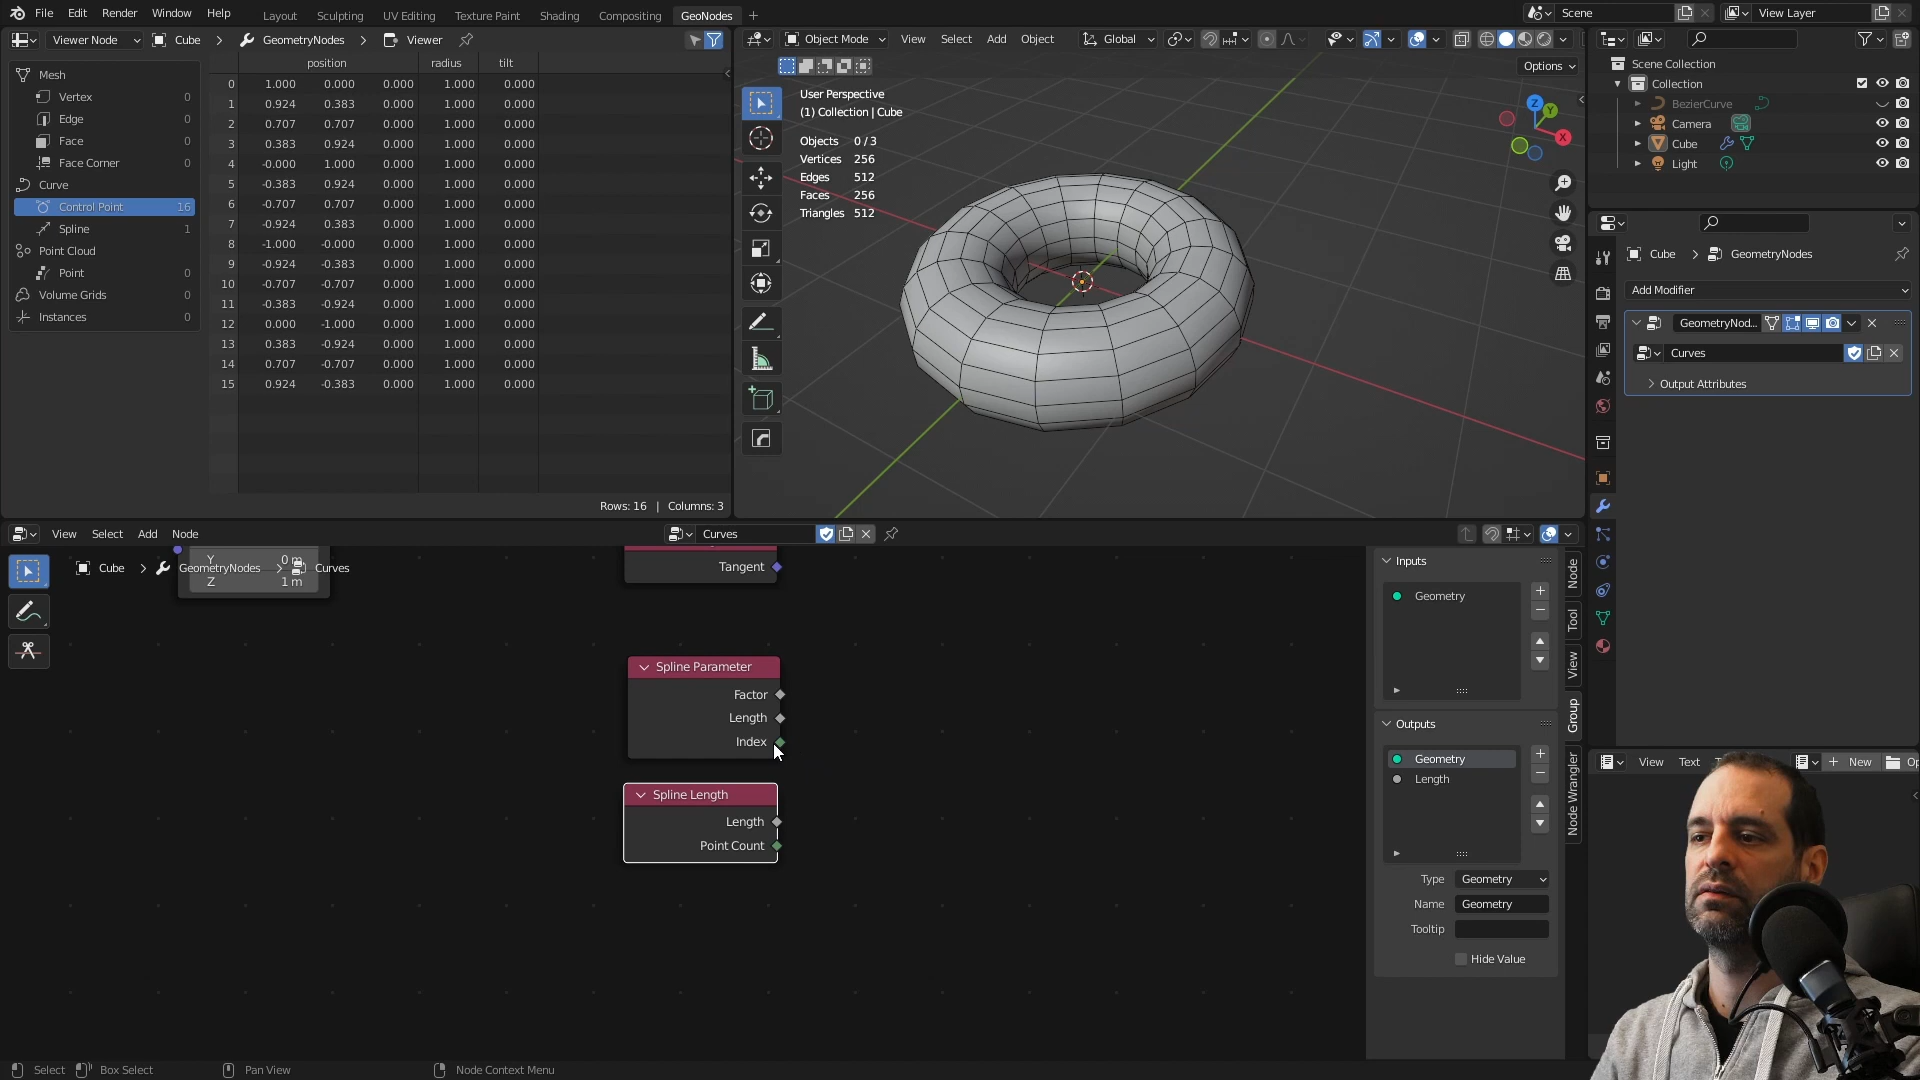 File Edit Render Window Help Layout Sculpting UV Editing Texture Paint Shading Compositing GeoNodes + Scene View Layer
Viewer Node Cube > GeometryNodes > Viewer
Object Mode View Select Add Object Global
Options
Mesh
Vertex 0
Edge 0
Face 0
Face Corner 0
Curve
Control Point 16
Spline 1
Point Cloud
Point 0
Volume Grids 0
Instances 0
position radius tilt
0 1.000 0.000 0.000 1.000 0.000
1 0.924 0.383 0.000 1.000 0.000
2 0.707 0.707 0.000 1.000 0.000
3 0.383 0.924 0.000 1.000 0.000
4 -0.000 1.000 0.000 1.000 0.000
5 -0.383 0.924 0.000 1.000 0.000
6 -0.707 0.707 0.000 1.000 0.000
7 -0.924 0.383 0.000 1.000 0.000
8 -1.000 -0.000 0.000 1.000 0.000
9 -0.924 -0.383 0.000 1.000 0.000
10 -0.707 -0.707 0.000 1.000 0.000
11 -0.383 -0.924 0.000 1.000 0.000
12 0.000 -1.000 0.000 1.000 0.000
13 0.383 -0.924 0.000 1.000 0.000
14 0.707 -0.707 0.000 1.000 0.000
15 0.924 -0.383 0.000 1.000 0.000
Rows: 16 | Columns: 3
User Perspective
(1) Collection | Cube
Objects 0 / 3
Vertices 256
Edges 512
Faces 256
Triangles 512
Z
Y
X
Scene Collection
Collection
BezierCurve
Camera
Cube
Light
Cube > GeometryNodes
Add Modifier
GeometryNod...
Curves
Output Attributes
View Select Add Node Curves
Y 0 m
Cube > GeometryNodes > Curves
Z 1 m
Tangent
Spline Parameter
Factor
Length
Index
Spline Length
Length
Point Count
Inputs
Geometry
Outputs
Geometry
Length
Type Geometry
Name Geometry
Tooltip
Hide Value
Node
Tool
View
Group
Node Wrangler
View Text New Op
Select Box Select Pan View Node Context Menu